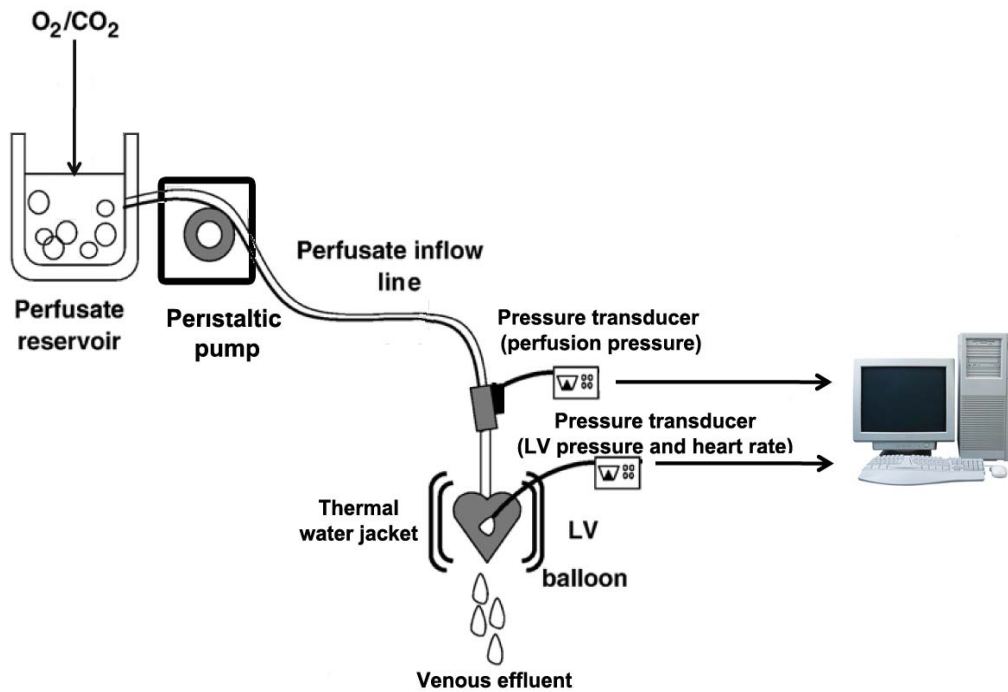 O₂/CO₂
Perfusate
reservoir
Perıstaltic
pump
Perfusate inflow
line
Pressure transducer
(perfusion pressure)
Pressure transducer
(LV pressure and heart rate)
Thermal
water jacket
LV
balloon
Venous effluent